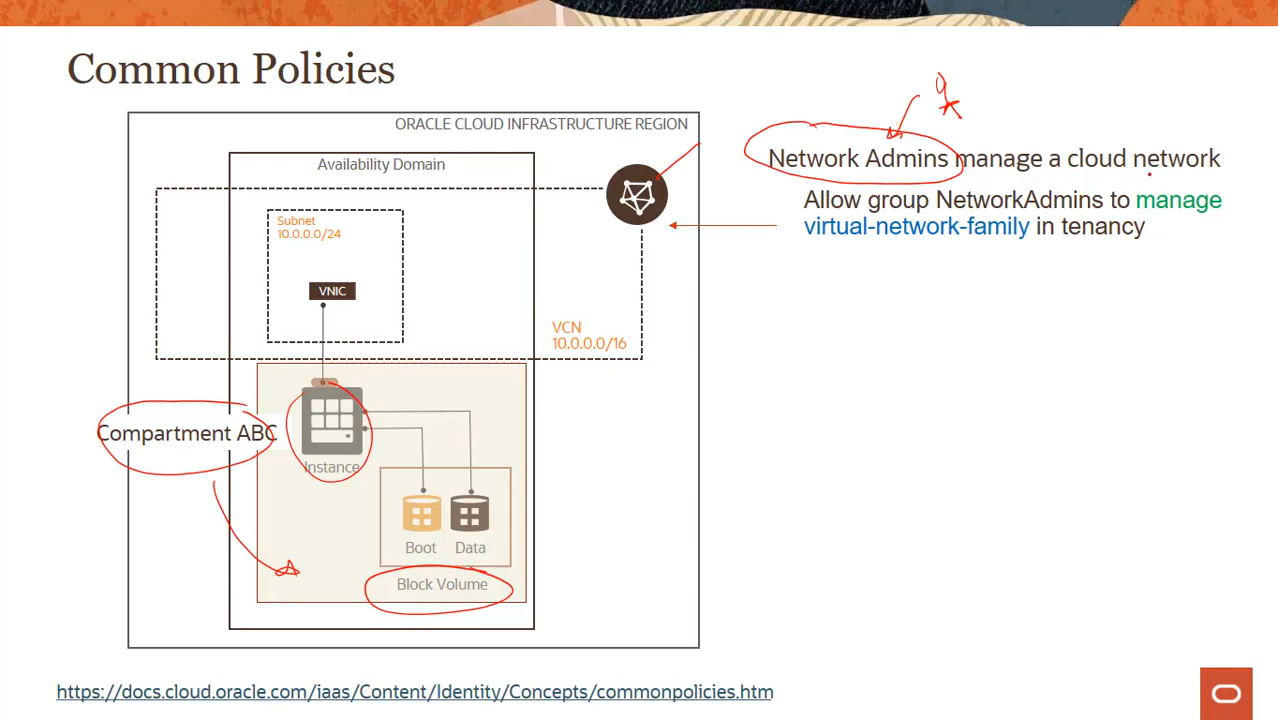 Common Policies
ORACLE CLOUD INFRASTRUCTURE REGION
Availability Domain
Subnet
10.0.0.0/24
VNIC
VCN
10.0.0.0/16
Compartment ABC
Instance
Boot
Data
Block Volume
Network Admins manage a cloud network
Allow group NetworkAdmins to manage
virtual-network-family in tenancy
https://docs.cloud.oracle.com/iaas/Content/Identity/Concepts/commonpolicies.htm